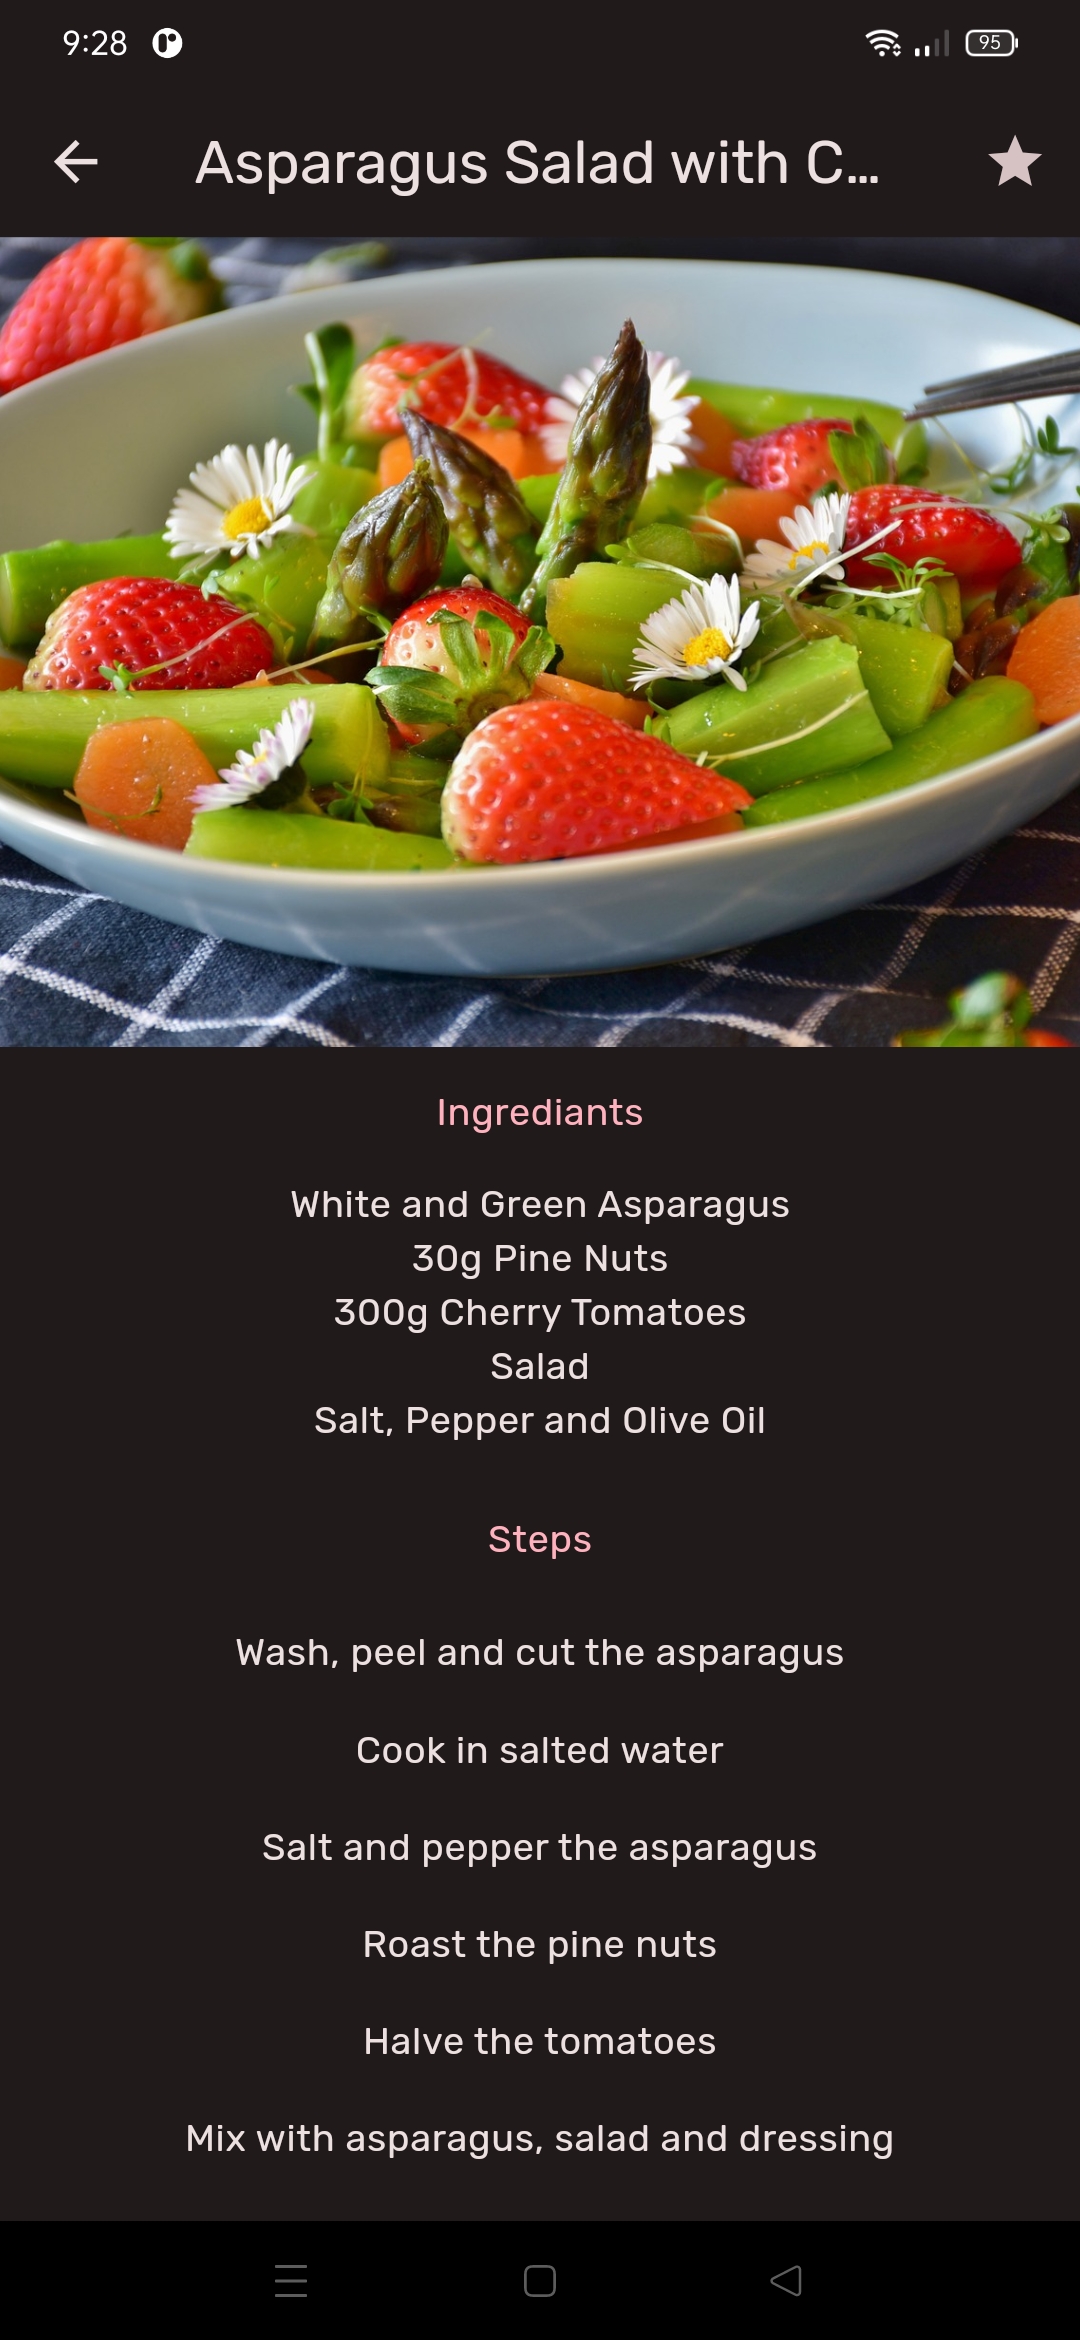 9:28
95
Asparagus Salad with C...
Ingrediants
White and Green Asparagus
30g Pine Nuts
300g Cherry Tomatoes
Salad
Salt, Pepper and Olive Oil
Steps
Wash, peel and cut the asparagus
Cook in salted water
Salt and pepper the asparagus
Roast the pine nuts
Halve the tomatoes
Mix with asparagus, salad and dressing